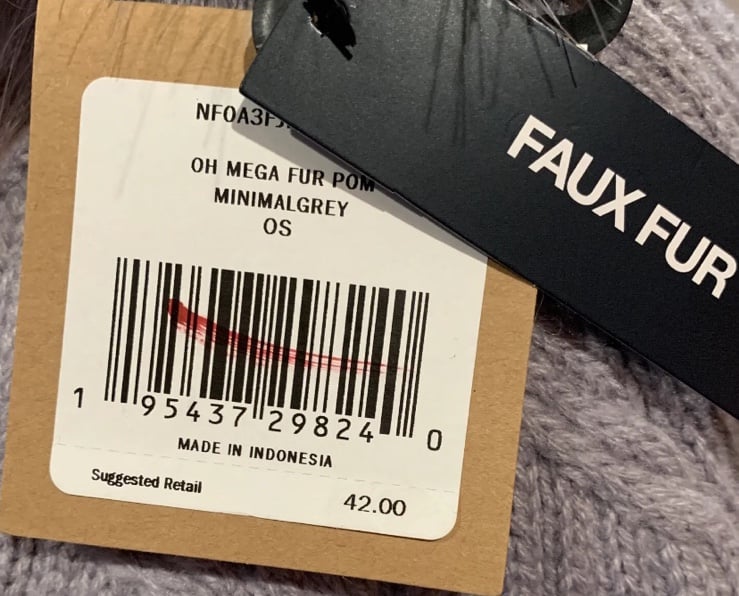 NF0A3F
OH MEGA FUR POM
MINIMALGREY
OS
1 95437 29824 0
MADE IN INDONESIA
Suggested Retail
42.00
FAUX FUR